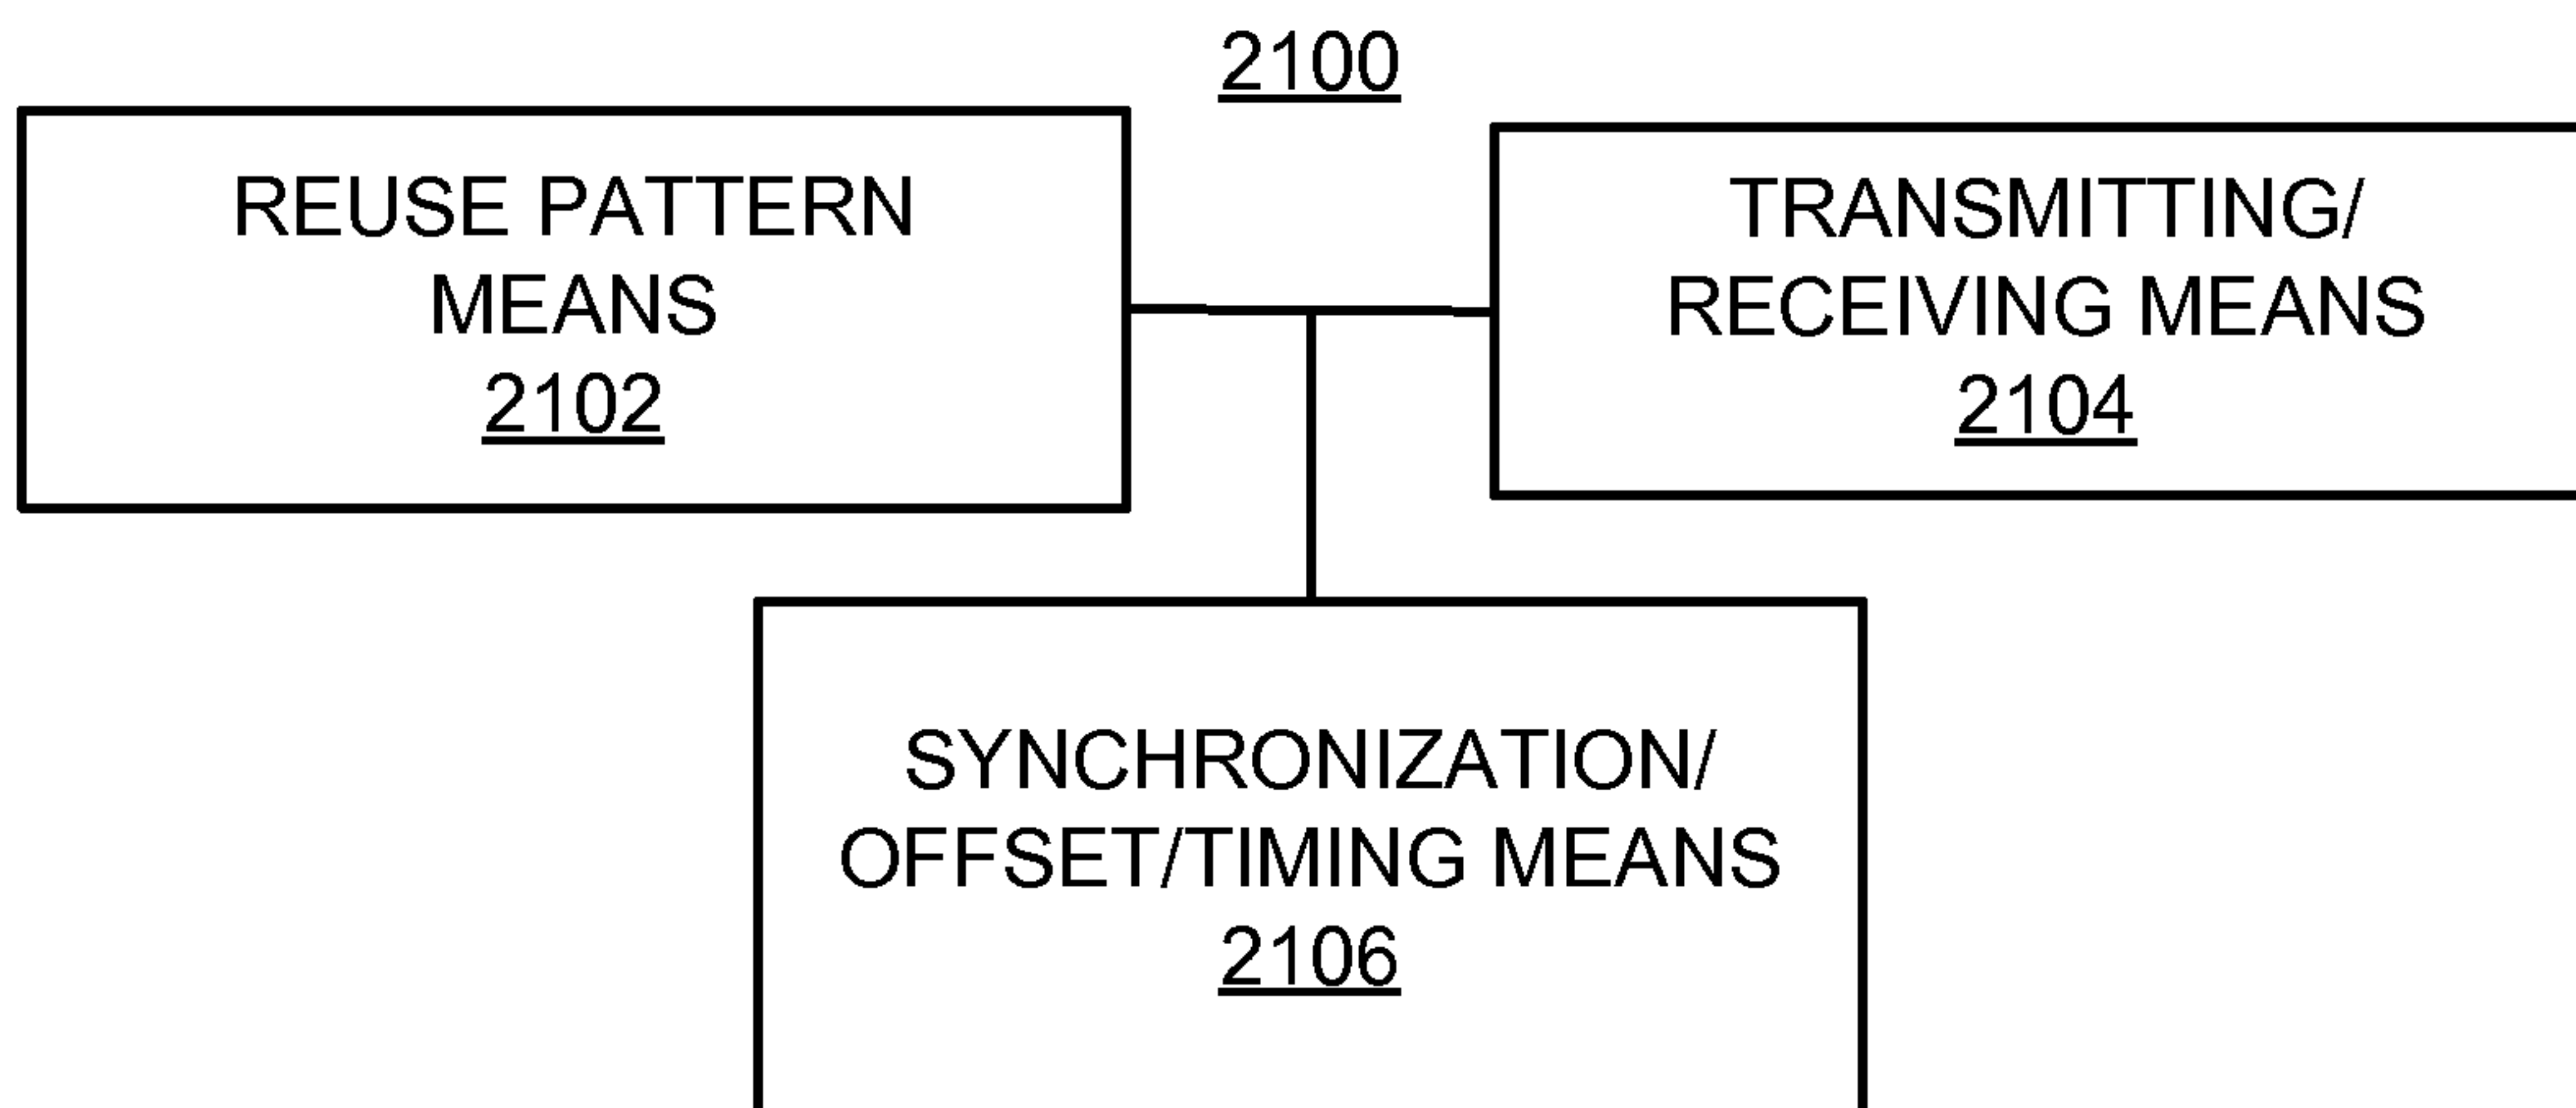 2100
REUSE PATTERN
MEANS
2102
TRANSMITTING/
RECEIVING MEANS
2104
SYNCHRONIZATION/
OFFSET/TIMING MEANS
2106